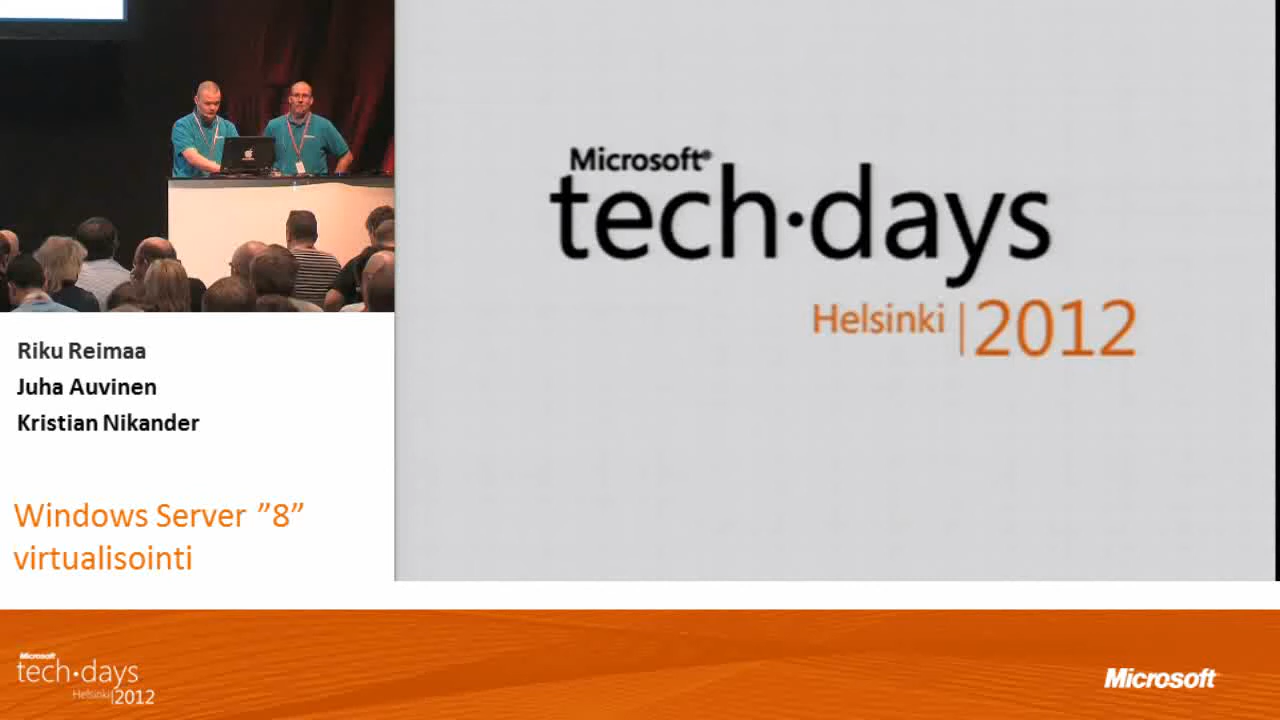 Microsoft®
tech·days
Helsinki | 2012
Riku Reimaa
Juha Auvinen
Kristian Nikander
Windows Server ”8”
virtualisointi
Microsoft
tech·days
Helsinki | 2012
Microsoft